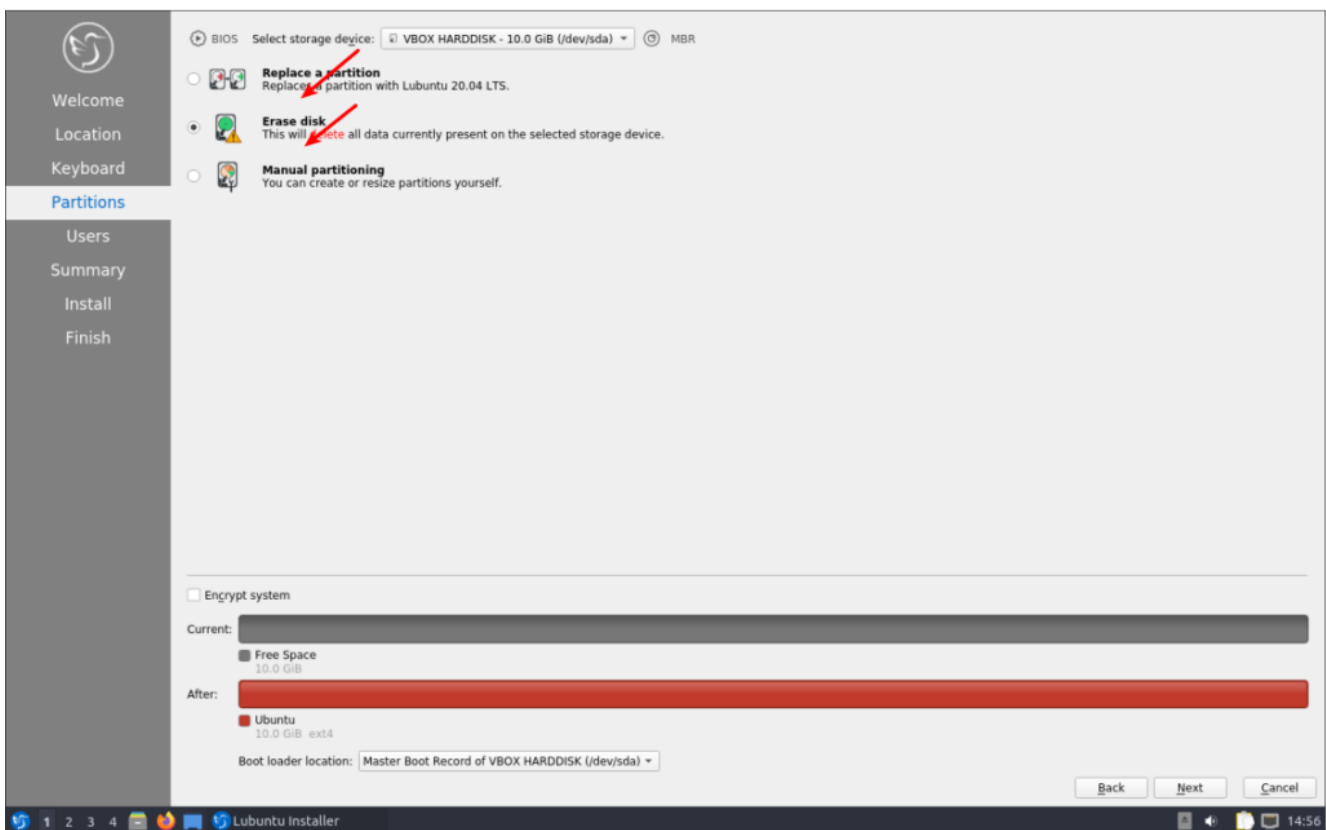 BIOS Select storage device: VBOX HARDDISK - 10.0 GiB (/dev/sda) MBR
Replace a partition
Replaces a partition with Lubuntu 20.04 LTS.
Erase disk
This will delete all data currently present on the selected storage device.
Manual partitioning
You can create or resize partitions yourself.
Welcome
Location
Keyboard
Partitions
Users
Summary
Install
Finish
Encrypt system
Current:
Free Space
10.0 GiB
After:
Ubuntu
10.0 GiB ext4
Boot loader location: Master Boot Record of VBOX HARDDISK (/dev/sda)
Back Next Cancel
1 2 3 4 Lubuntu Installer 14:56